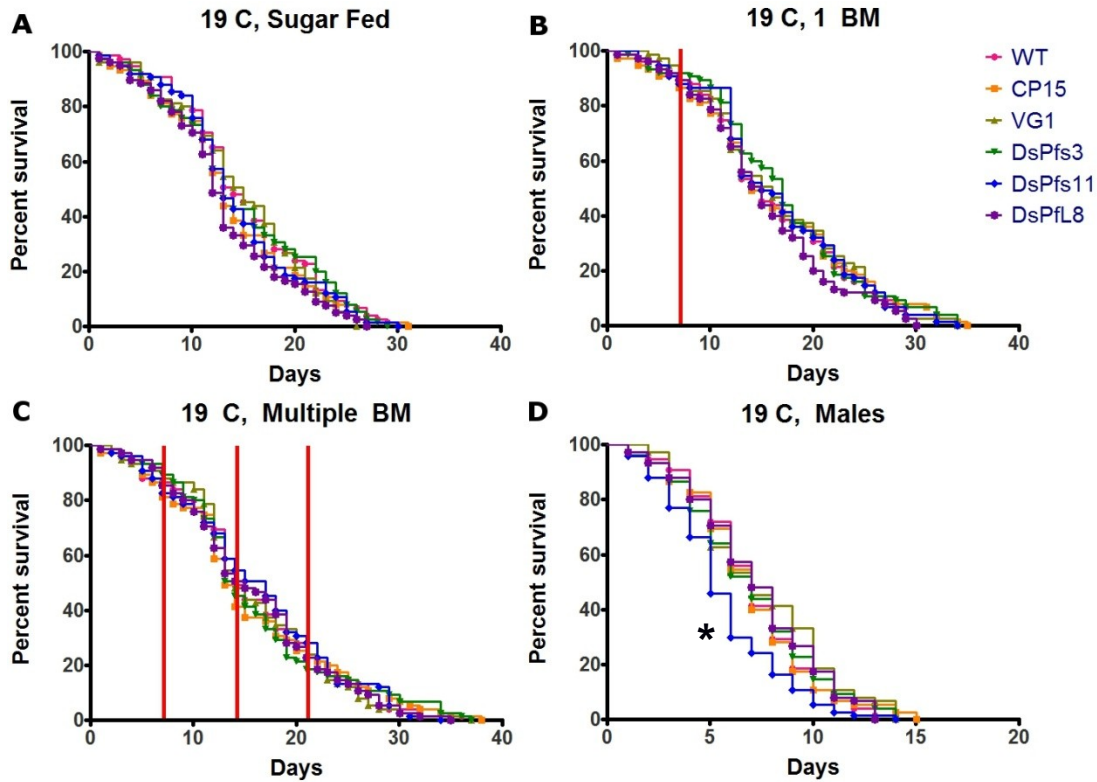 A 19 C, Sugar Fed
Percent survival
100
80
60
40
20
0
0 10 20 30 40
Days
B 19 C, 1 BM
Percent survival
100
80
60
40
20
0
0 10 20 30 40
Days
WT
CP15
VG1
DsPfs3
DsPfs11
DsPfL8
C 19 C, Multiple BM
Percent survival
100
80
60
40
20
0
0 10 20 30 40
Days
D 19 C, Males
Percent survival
100
80
60
40
20
0
*
0 5 10 15 20
Days